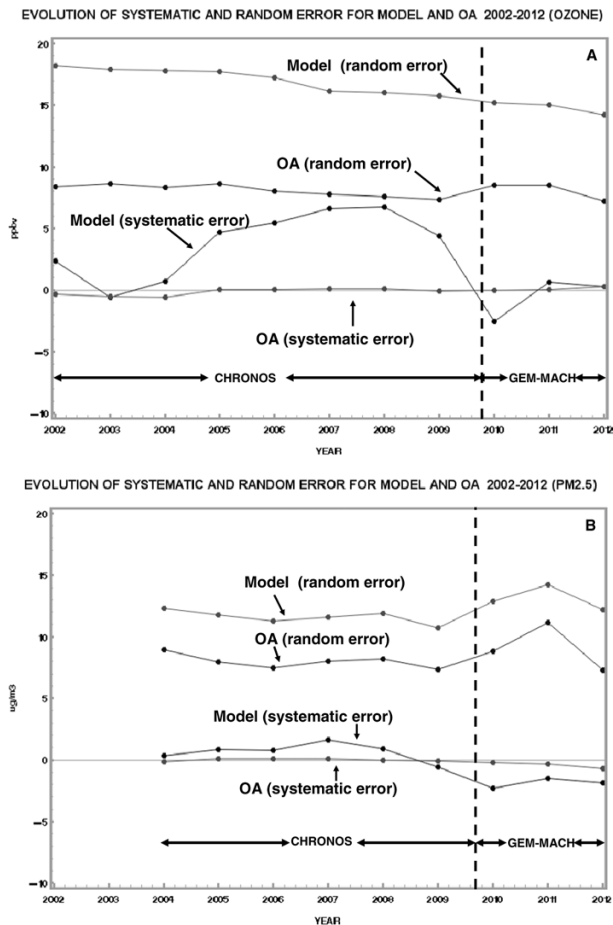 EVOLUTION OF SYSTEMATIC AND RANDOM ERROR FOR MODEL AND OA 2002-2012 (OZONE)
20
A
Model (random error)
15
OA (random error)
10
Model (systematic error)
5
ppbv
0
OA (systematic error)
−5
CHRONOS
GEM-MACH
−10
2002 2003 2004 2005 2006 2007 2008 2009 2010 2011 2012
YEAR
EVOLUTION OF SYSTEMATIC AND RANDOM ERROR FOR MODEL AND OA 2002-2012 (PM2.5)
20
B
15
Model (random error)
10
OA (random error)
ug/m3
5
Model (systematic error)
0
OA (systematic error)
−5
CHRONOS
GEM-MACH
−10
2002 2003 2004 2005 2006 2007 2008 2009 2010 2011 2012
YEAR